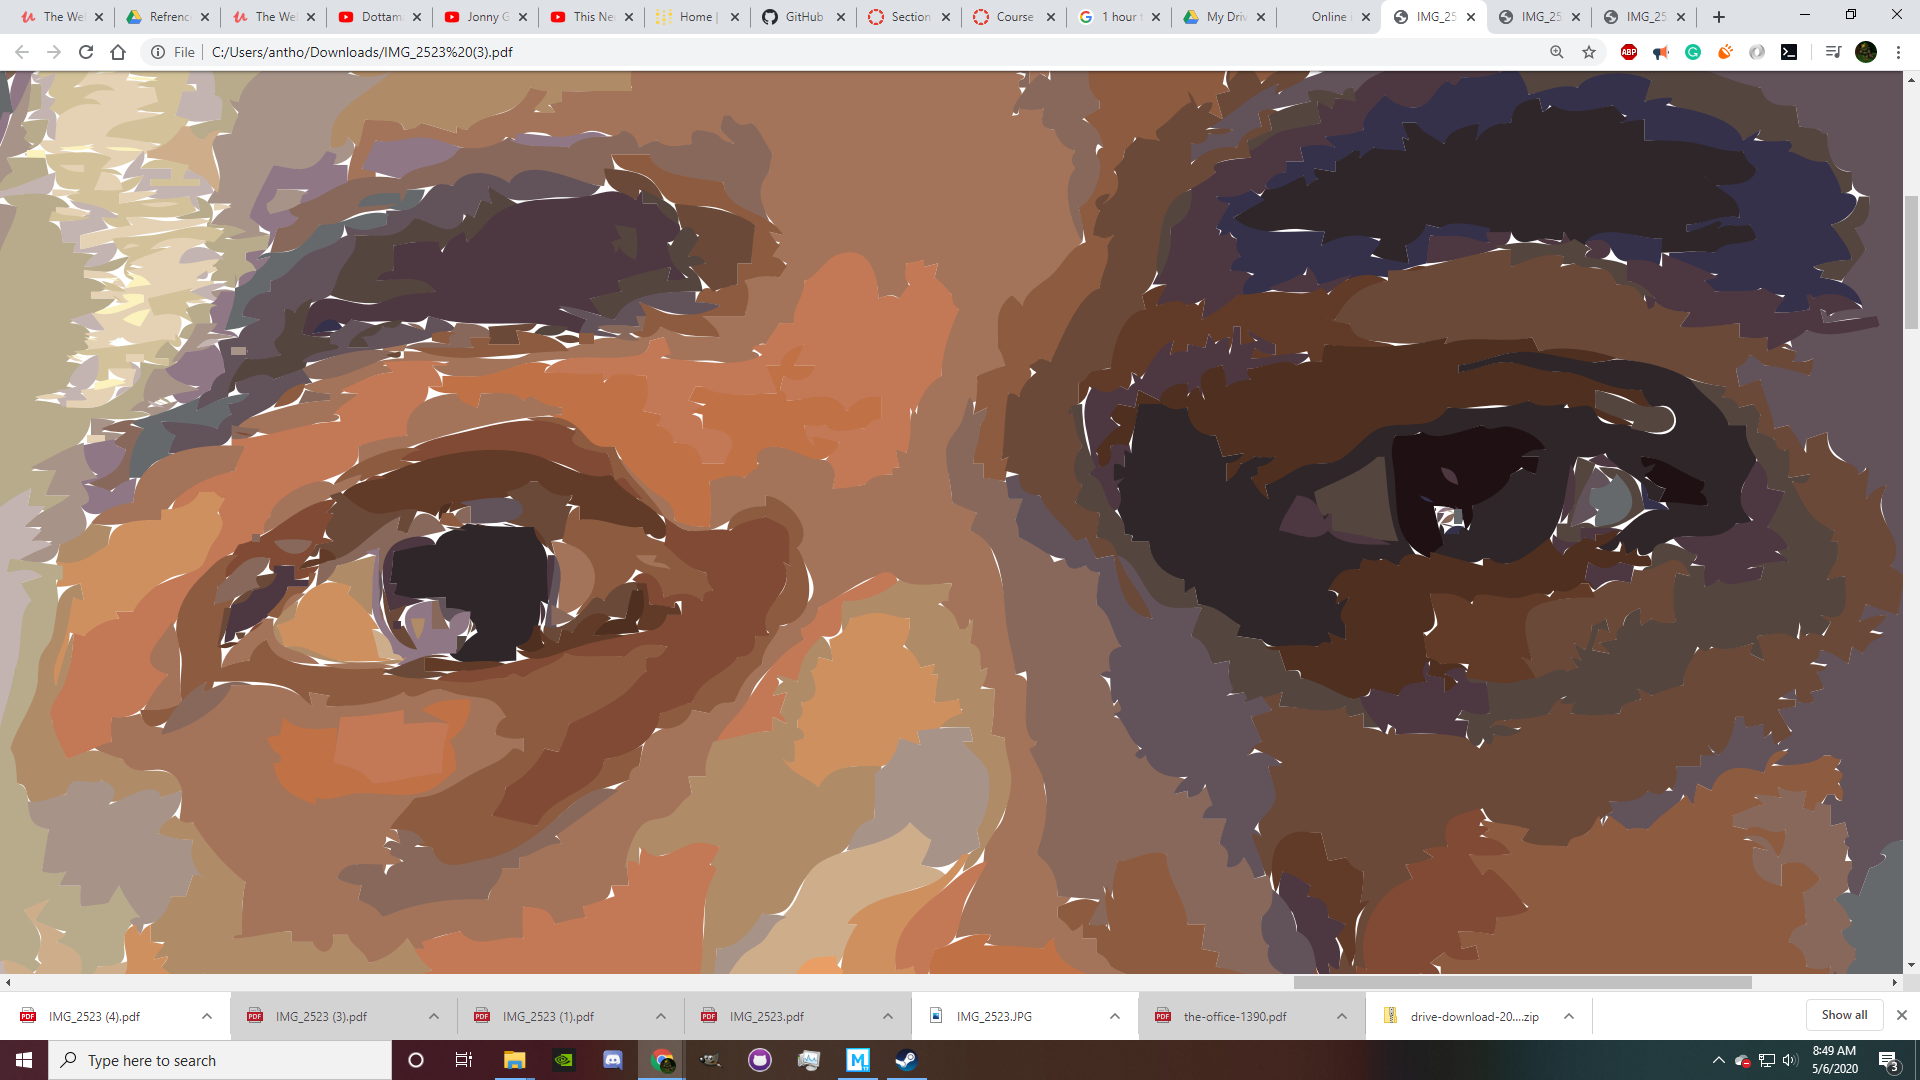 The Wel
Refrenc
The Wel
Dottam
Jonny G
This Ne
Home |
GitHub
Section
Course
1 hour t
My Driv
Online i
IMG_25
IMG_25
IMG_25
File
C:/Users/antho/Downloads/IMG_2523%20(3).pdf
ABP
IMG_2523 (4).pdf
IMG_2523 (3).pdf
IMG_2523 (1).pdf
IMG_2523.pdf
IMG_2523.JPG
the-office-1390.pdf
drive-download-20....zip
Show all
Type here to search
8:49 AM
5/6/2020
3